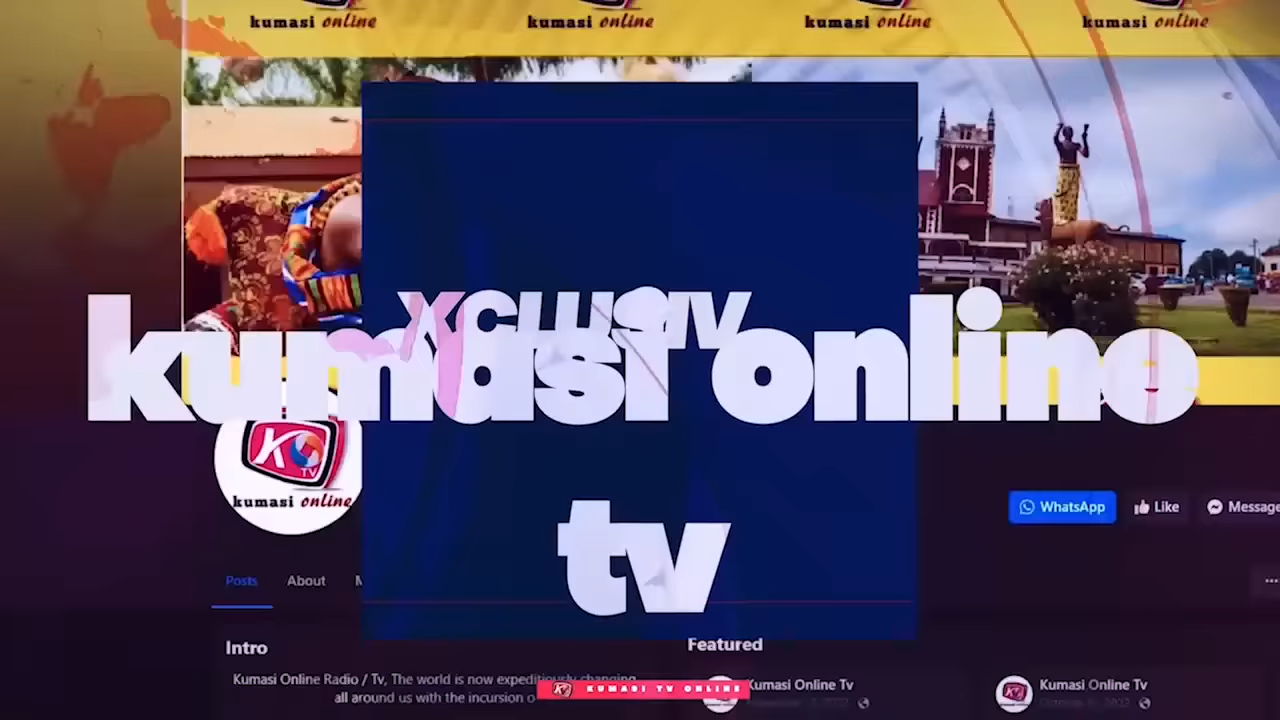 kumasi online
kumasi online
kumasi online
kumasi online
XCLUSIV
kumasi online
tv
K
TV
kumasi online
WhatsApp
Like
Message
Posts
About
Intro
Featured
Kumasi Online Radio / Tv, The world is now expeditiously changing
all around us with the incursion o
KUMASI TV ONLINE
Kumasi Online Tv
Kumasi Online Tv